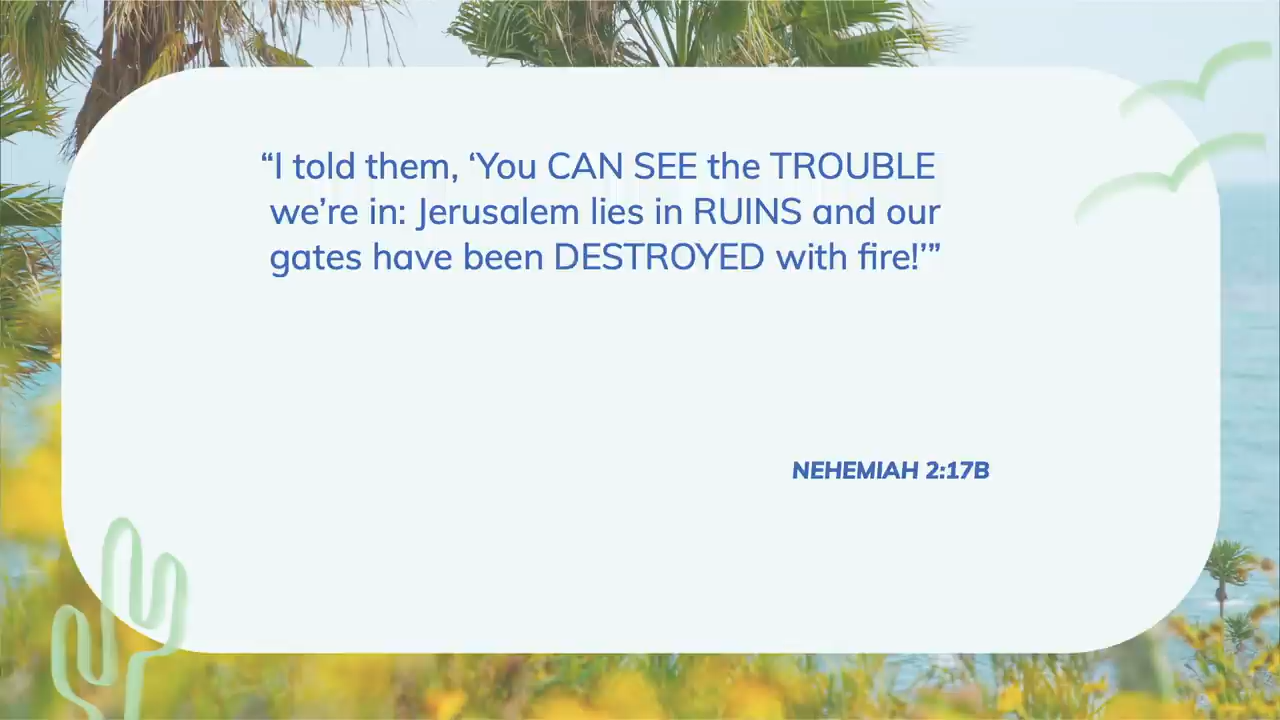 “I told them, ‘You CAN SEE the TROUBLE
we’re in: Jerusalem lies in RUINS and our
gates have been DESTROYED with fire!’”
NEHEMIAH 2:17B